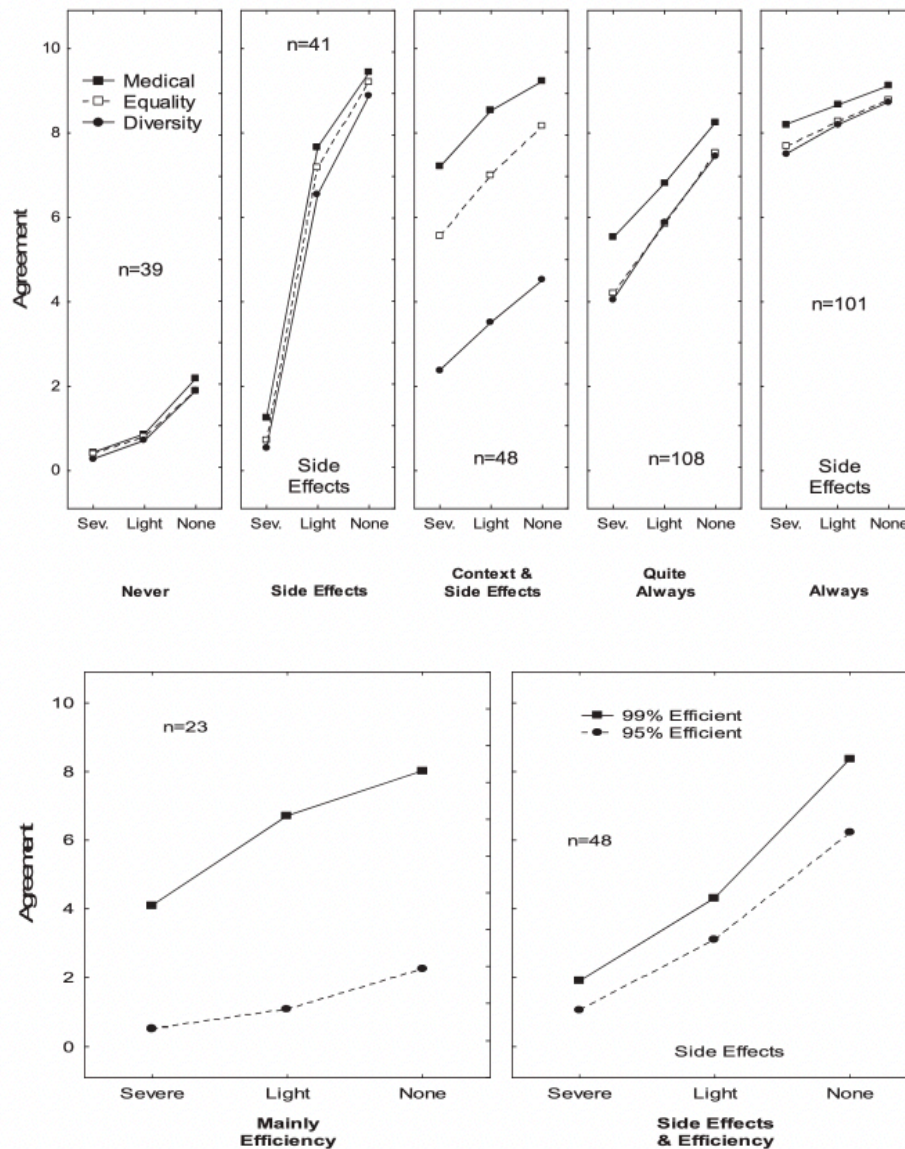 10
8
6
4
2
0
Agreement
Medical
Equality
Diversity
n=39
Sev. Light None
Never
n=41
Side
Effects
Sev. Light None
Side Effects
n=48
Sev. Light None
Context &
Side Effects
n=108
Sev. Light None
Quite
Always
n=101
Side
Effects
Sev. Light None
Always
10
8
6
4
2
0
Agreement
n=23
Severe Light None
Mainly
Efficiency
99% Efficient
95% Efficient
n=48
Side Effects
Severe Light None
Side Effects
& Efficiency